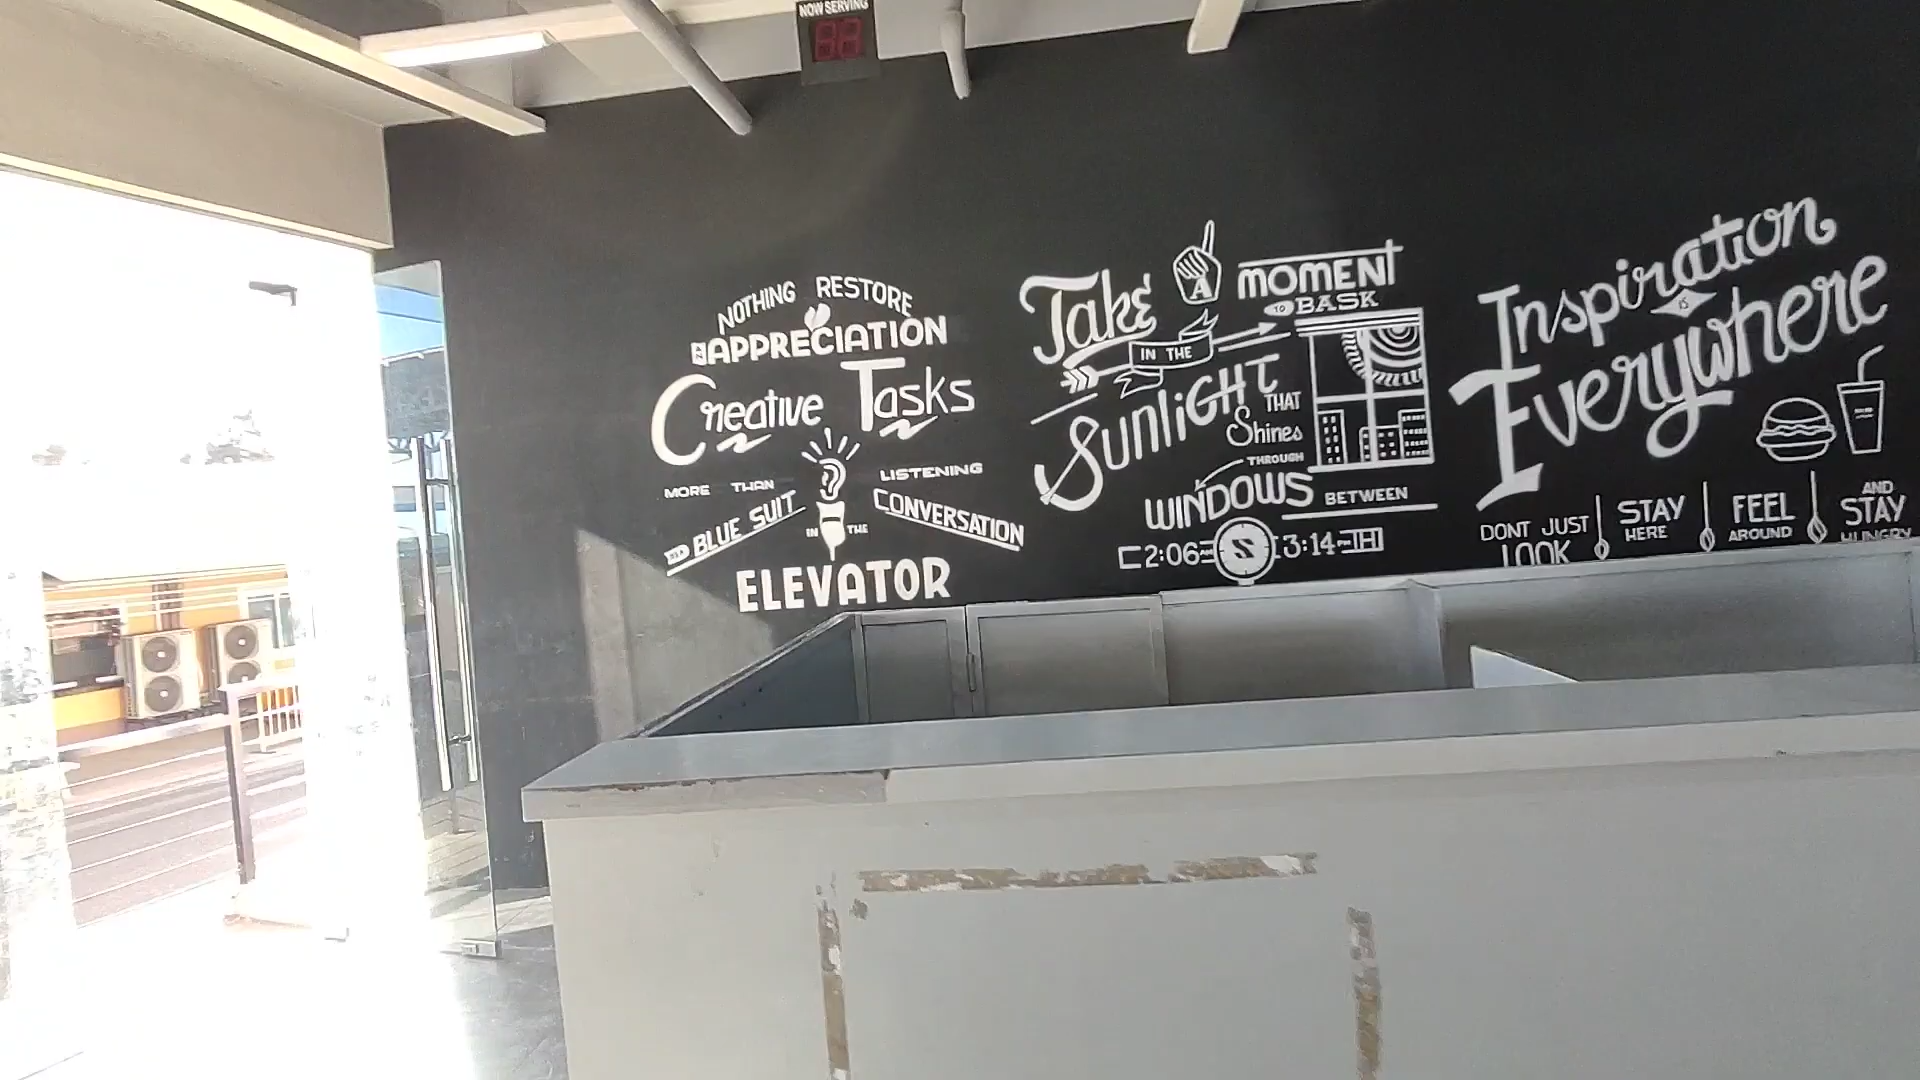 NOW SERVING
NOTHING RESTORE
AN APPRECIATION
Creative Tasks
MORE THAN LISTENING
BLUE SUIT IN THE CONVERSATION
ELEVATOR
Take A MOMENT
TO BASK
IN THE
SUNLIGHT THAT
Shines
THROUGH
WINDOWS BETWEEN
2:06 3:14
Inspiration
IS
Everywhere
DONT JUST
LOOK
STAY
HERE
FEEL
AROUND
AND
STAY
HUNGRY